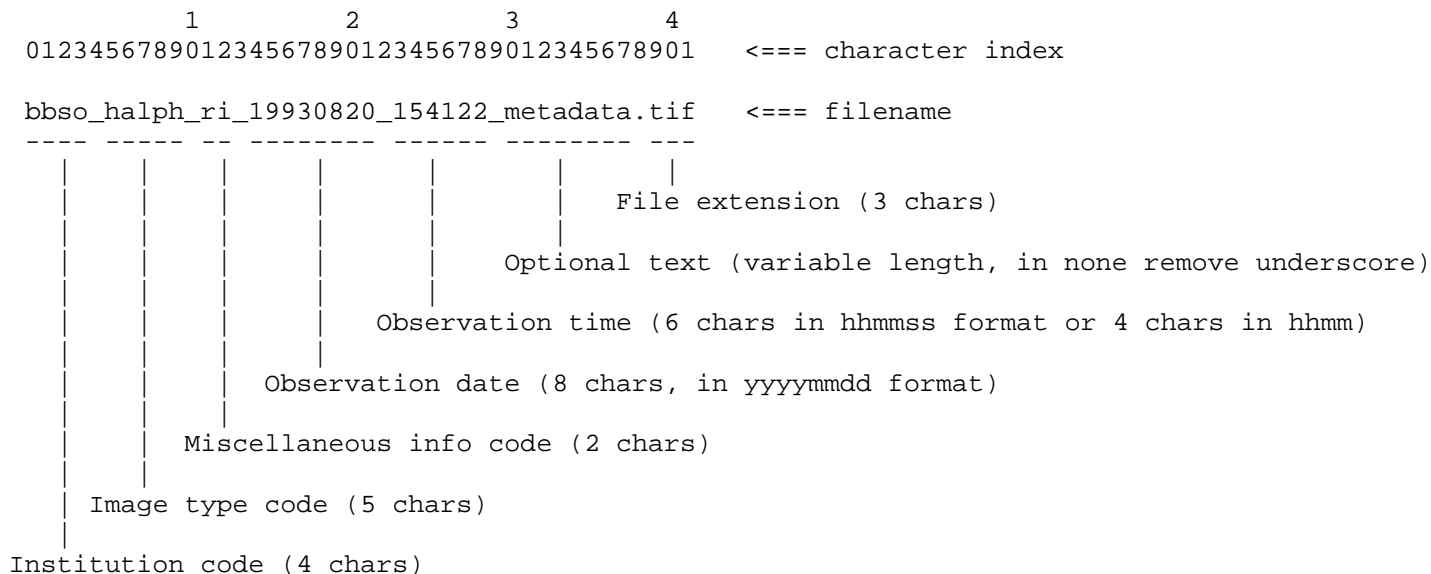 1 2 3 4
012345678901234567890123456789012345678901 <=== character index
bbso_halph_ri_19930820_154122_metadata.tif <=== filename
---- ----- -- -------- ------ -------- ---
File extension (3 chars)
Optional text (variable length, in none remove underscore)
Observation time (6 chars in hhmmss format or 4 chars in hhmm)
Observation date (8 chars, in yyyymmdd format)
Miscellaneous info code (2 chars)
Image type code (5 chars)
Institution code (4 chars)